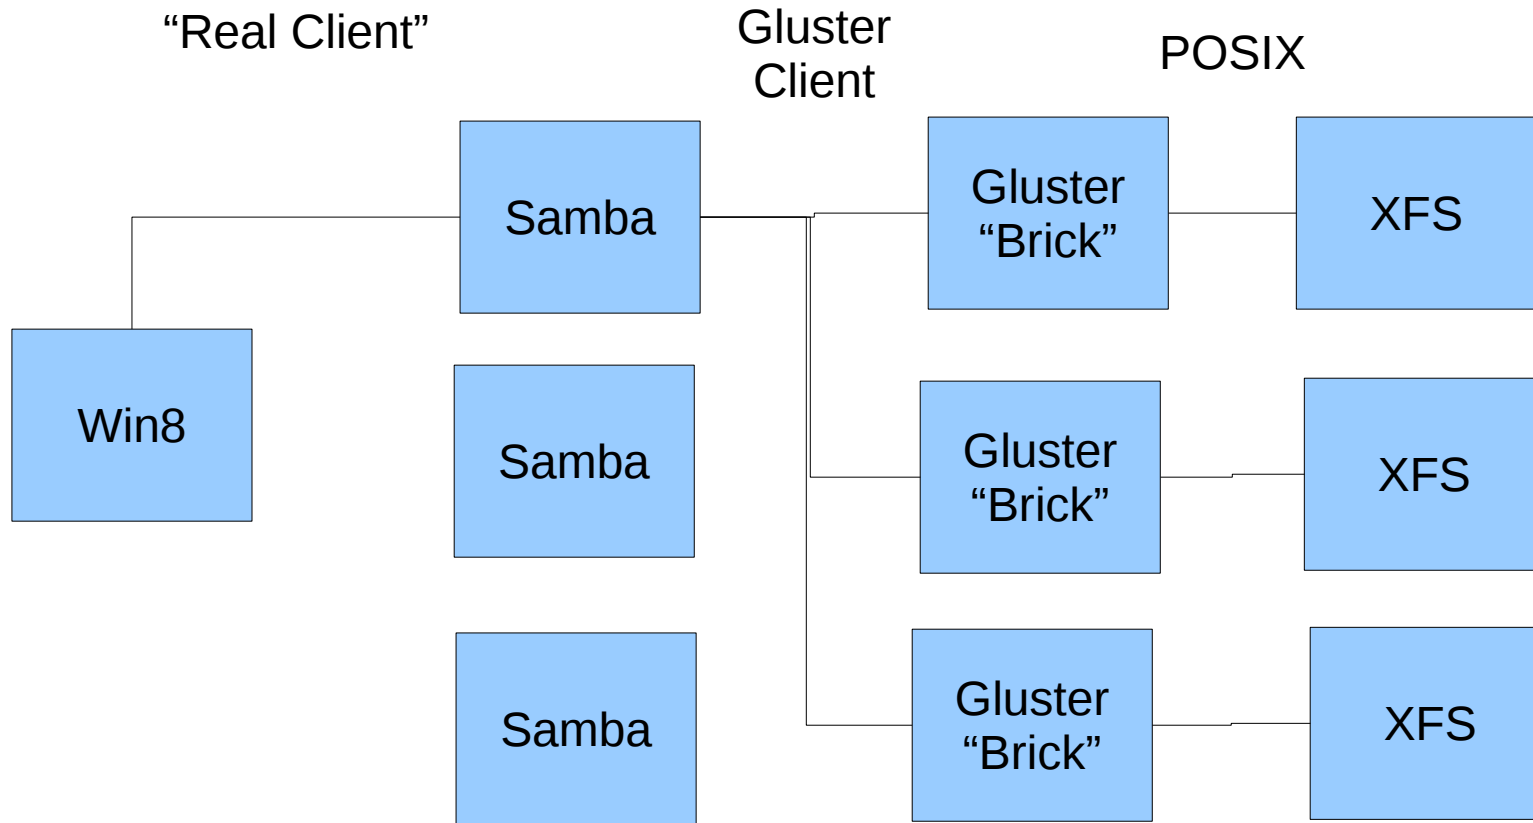 “Real Client”
Gluster
Client
POSIX
Samba
Gluster
“Brick”
XFS
Win8
Samba
Gluster
“Brick”
XFS
Samba
Gluster
“Brick”
XFS